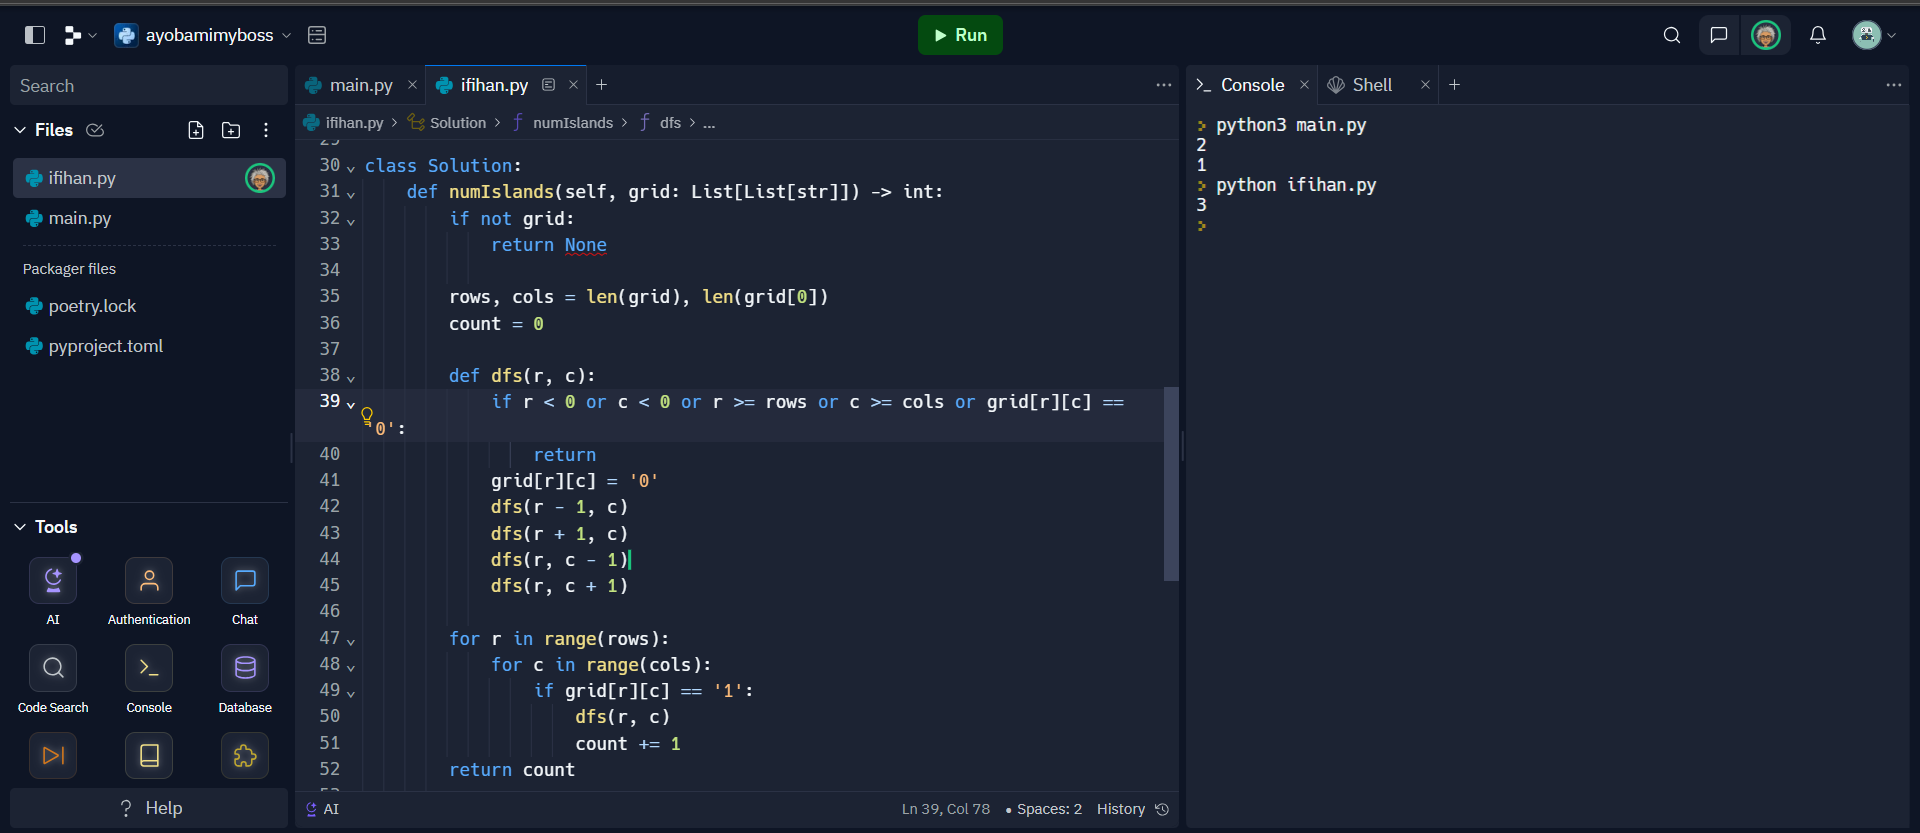 ayobamimyboss
Run
Search
Files
ifihan.py
main.py
Packager files
poetry.lock
pyproject.toml
Tools
AI
Authentication
Chat
Code Search
Console
Database
? Help
main.py
ifihan.py
ifihan.py > Solution > numIslands > dfs > ...
30 class Solution:
31 def numIslands(self, grid: List[List[str]]) -> int:
32 if not grid:
33 return None
34
35 rows, cols = len(grid), len(grid[0])
36 count = 0
37
38 def dfs(r, c):
39 if r < 0 or c < 0 or r >= rows or c >= cols or grid[r][c] ==
0':
40 return
41 grid[r][c] = '0'
42 dfs(r - 1, c)
43 dfs(r + 1, c)
44 dfs(r, c - 1)
45 dfs(r, c + 1)
46
47 for r in range(rows):
48 for c in range(cols):
49 if grid[r][c] == '1':
50 dfs(r, c)
51 count += 1
52 return count
AI
Ln 39, Col 78 • Spaces: 2 History
Console
Shell
python3 main.py
2
1
python ifihan.py
3